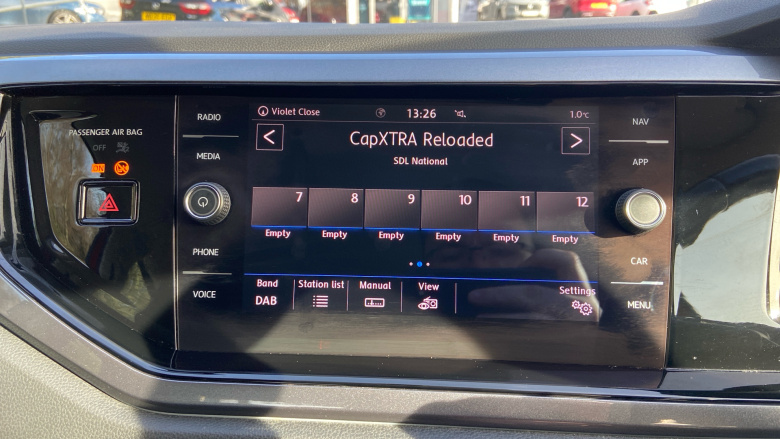 Violet Close 13:26 1.0°C
CapXTRA Reloaded
SDL National
7 8 9 10 11 12
Empty Empty Empty Empty Empty Empty
Band Station list Manual View Settings
DAB
PASSENGER AIR BAG
OFF
ON
RADIO
MEDIA
PHONE
VOICE
NAV
APP
CAR
MENU